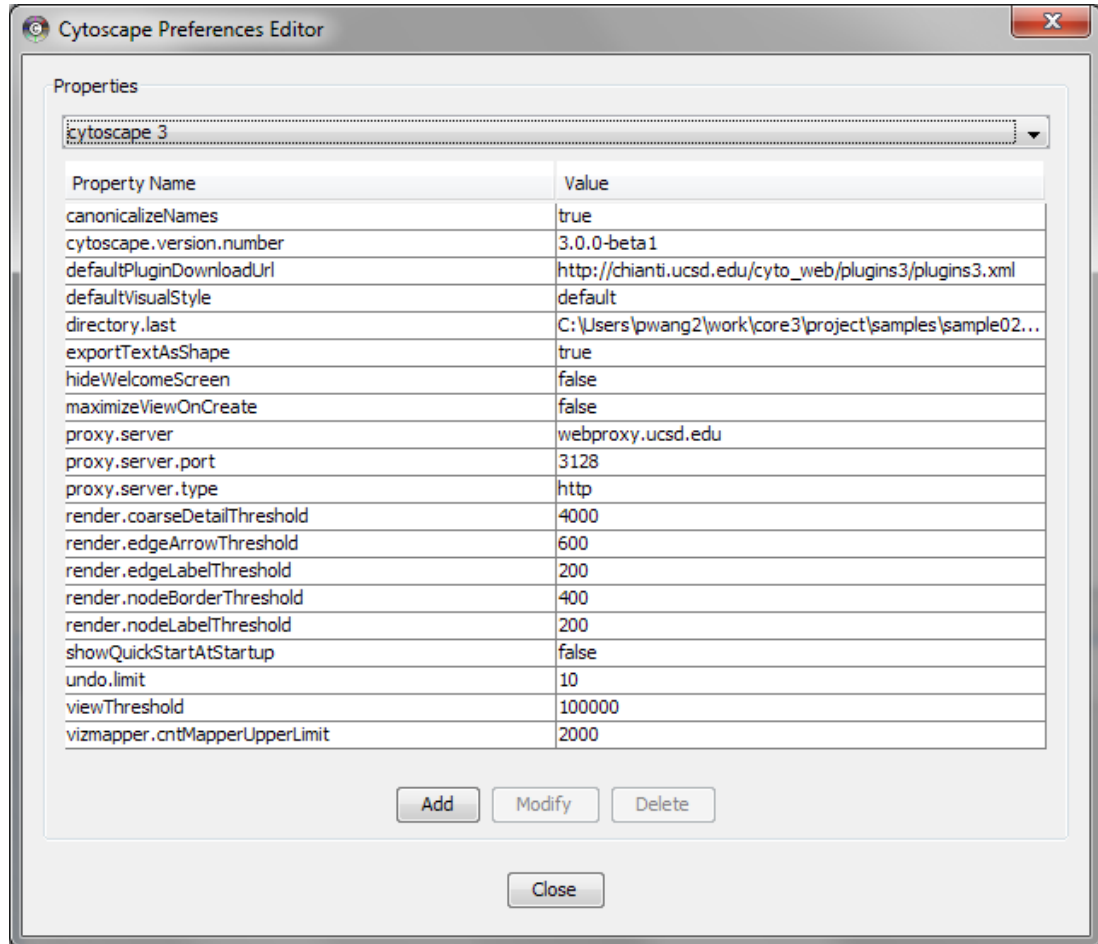 Cytoscape Preferences Editor
Properties
cytoscape 3
Property Name Value
canonicalizeNames true
cytoscape.version.number 3.0.0-beta1
defaultPluginDownloadUrl http://chianti.ucsd.edu/cyto_web/plugins3/plugins3.xml
defaultVisualStyle default
directory.last C:\Users\pwang2\work\core3\project\samples\sample02...
exportTextAsShape true
hideWelcomeScreen false
maximizeViewOnCreate false
proxy.server webproxy.ucsd.edu
proxy.server.port 3128
proxy.server.type http
render.coarseDetailThreshold 4000
render.edgeArrowThreshold 600
render.edgeLabelThreshold 200
render.nodeBorderThreshold 400
render.nodeLabelThreshold 200
showQuickStartAtStartup false
undo.limit 10
viewThreshold 100000
vizmapper.cntMapperUpperLimit 2000
Add Modify Delete
Close